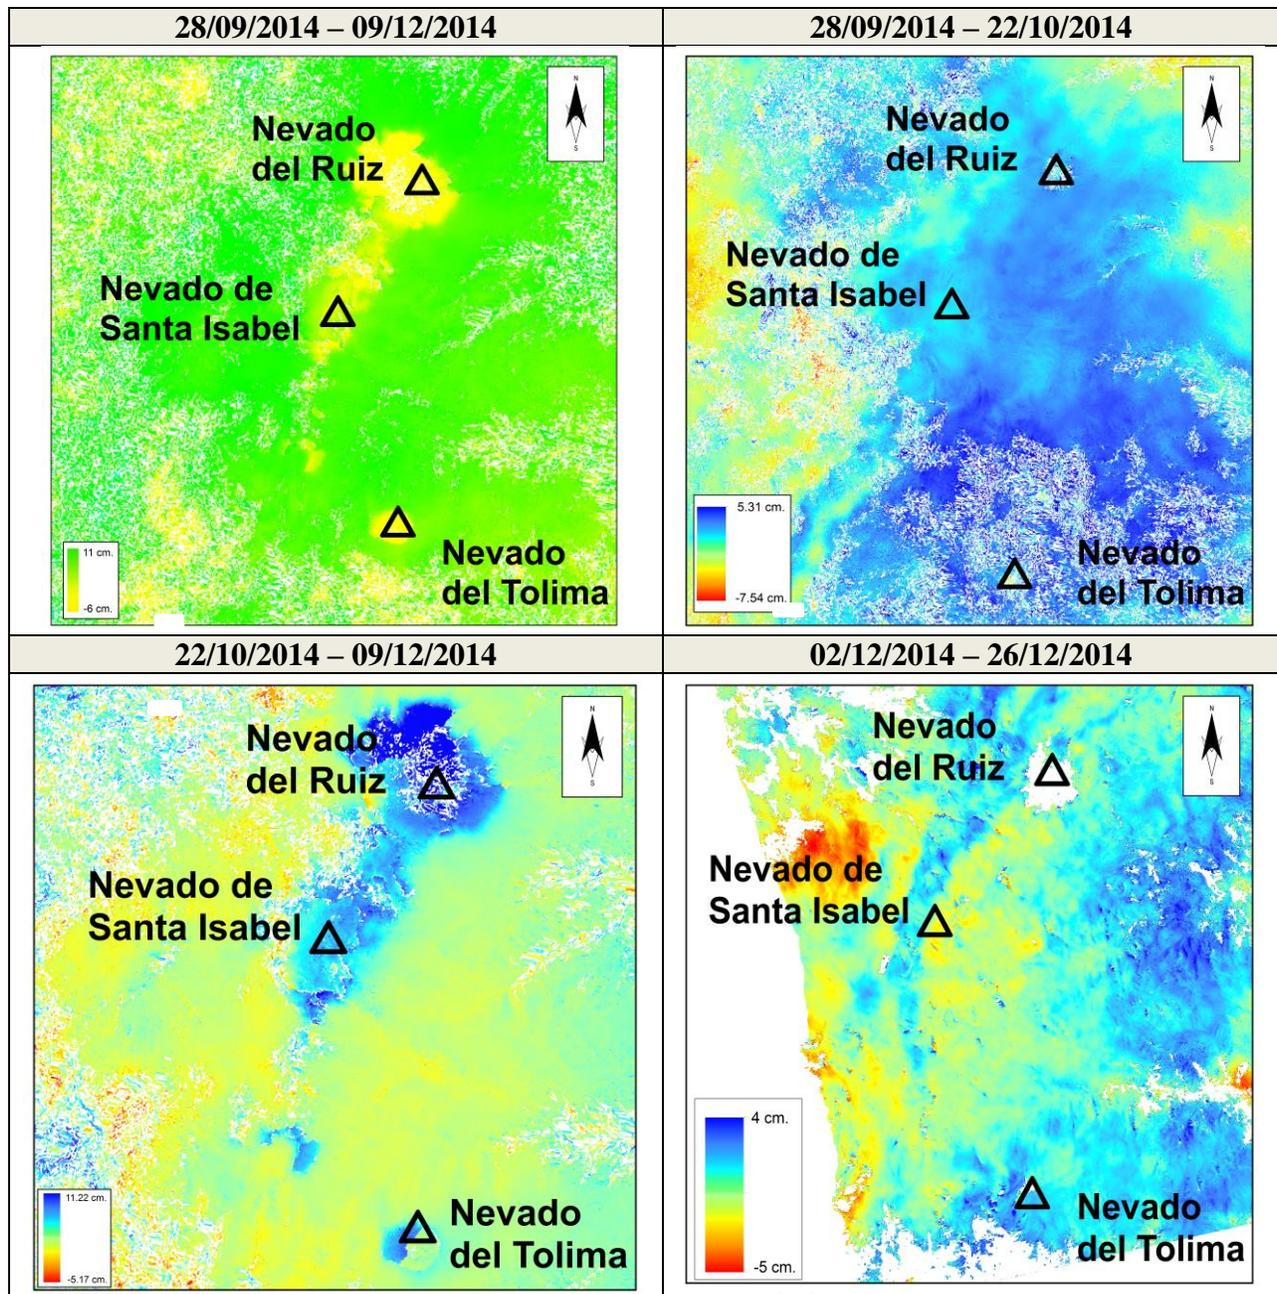 28/09/2014 – 09/12/2014
28/09/2014 – 22/10/2014
N
Nevado
del Ruiz
S
Nevado de
Santa Isabel
11 cm.
-6 cm.
Nevado
del Tolima
N
Nevado
del Ruiz
S
Nevado de
Santa Isabel
5.31 cm.
-7.54 cm.
Nevado
del Tolima
22/10/2014 – 09/12/2014
02/12/2014 – 26/12/2014
N
Nevado
del Ruiz
S
Nevado de
Santa Isabel
11.22 cm.
-5.17 cm.
Nevado
del Tolima
N
Nevado
del Ruiz
S
Nevado de
Santa Isabel
4 cm.
-5 cm.
Nevado
del Tolima